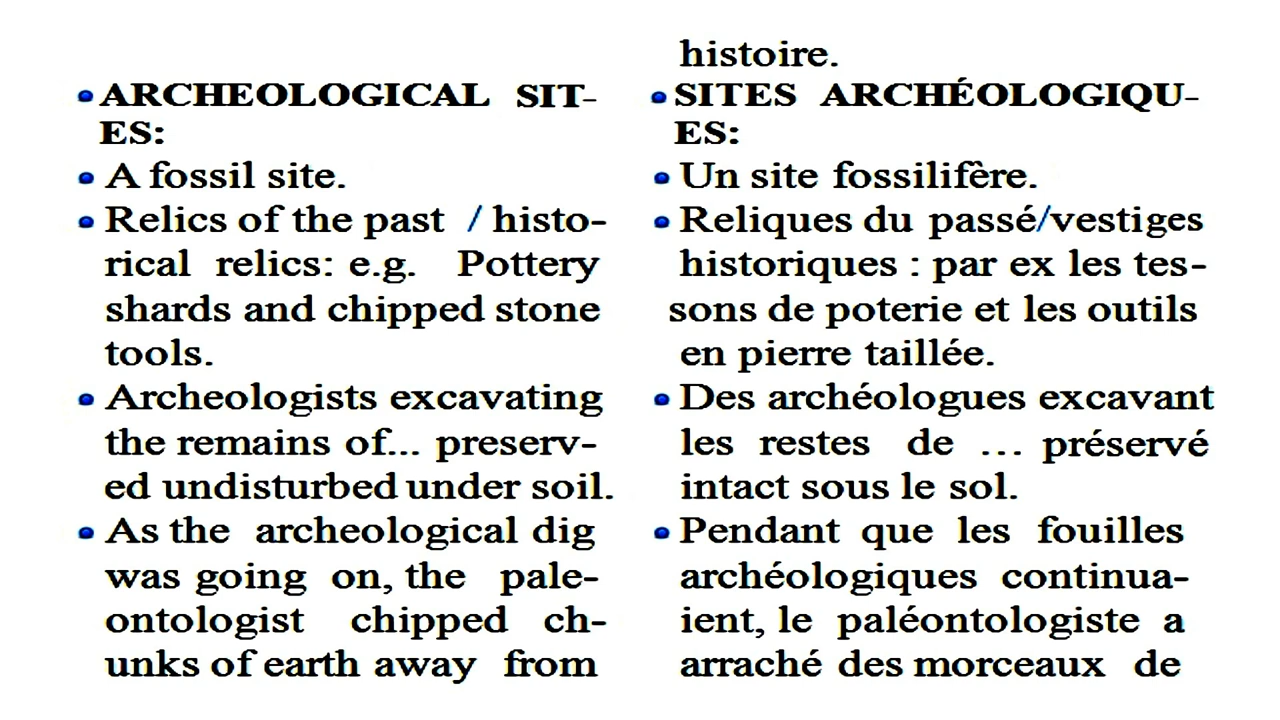 • ARCHEOLOGICAL SIT-
ES:
• A fossil site.
• Relics of the past / histo-
rical relics: e.g. Pottery
shards and chipped stone
tools.
• Archeologists excavating
the remains of... preserv-
ed undisturbed under soil.
• As the archeological dig
was going on, the pale-
ontologist chipped ch-
unks of earth away from
histoire.
• SITES ARCHÉOLOGIQU-
ES:
• Un site fossilifère.
• Reliques du passé/vestiges
historiques : par ex les tes-
sons de poterie et les outils
en pierre taillée.
• Des archéologues excavant
les restes de ... préservé
intact sous le sol.
• Pendant que les fouilles
archéologiques continua-
ient, le paléontologiste a
arraché des morceaux de